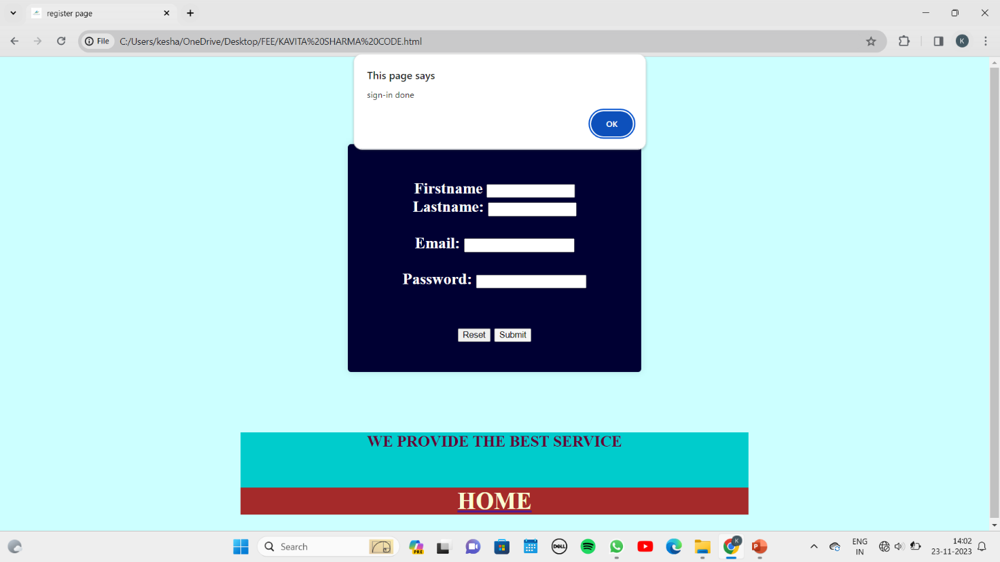 register page
File
C:/Users/kesha/OneDrive/Desktop/FEE/KAVITA%20SHARMA%20CODE.html
K
This page says
sign-in done
OK
Firstname
Lastname:
Email:
Password:
Reset Submit
WE PROVIDE THE BEST SERVICE
HOME
Search
PRE
DELL
K
P
ENG
IN
14:02
23-11-2023